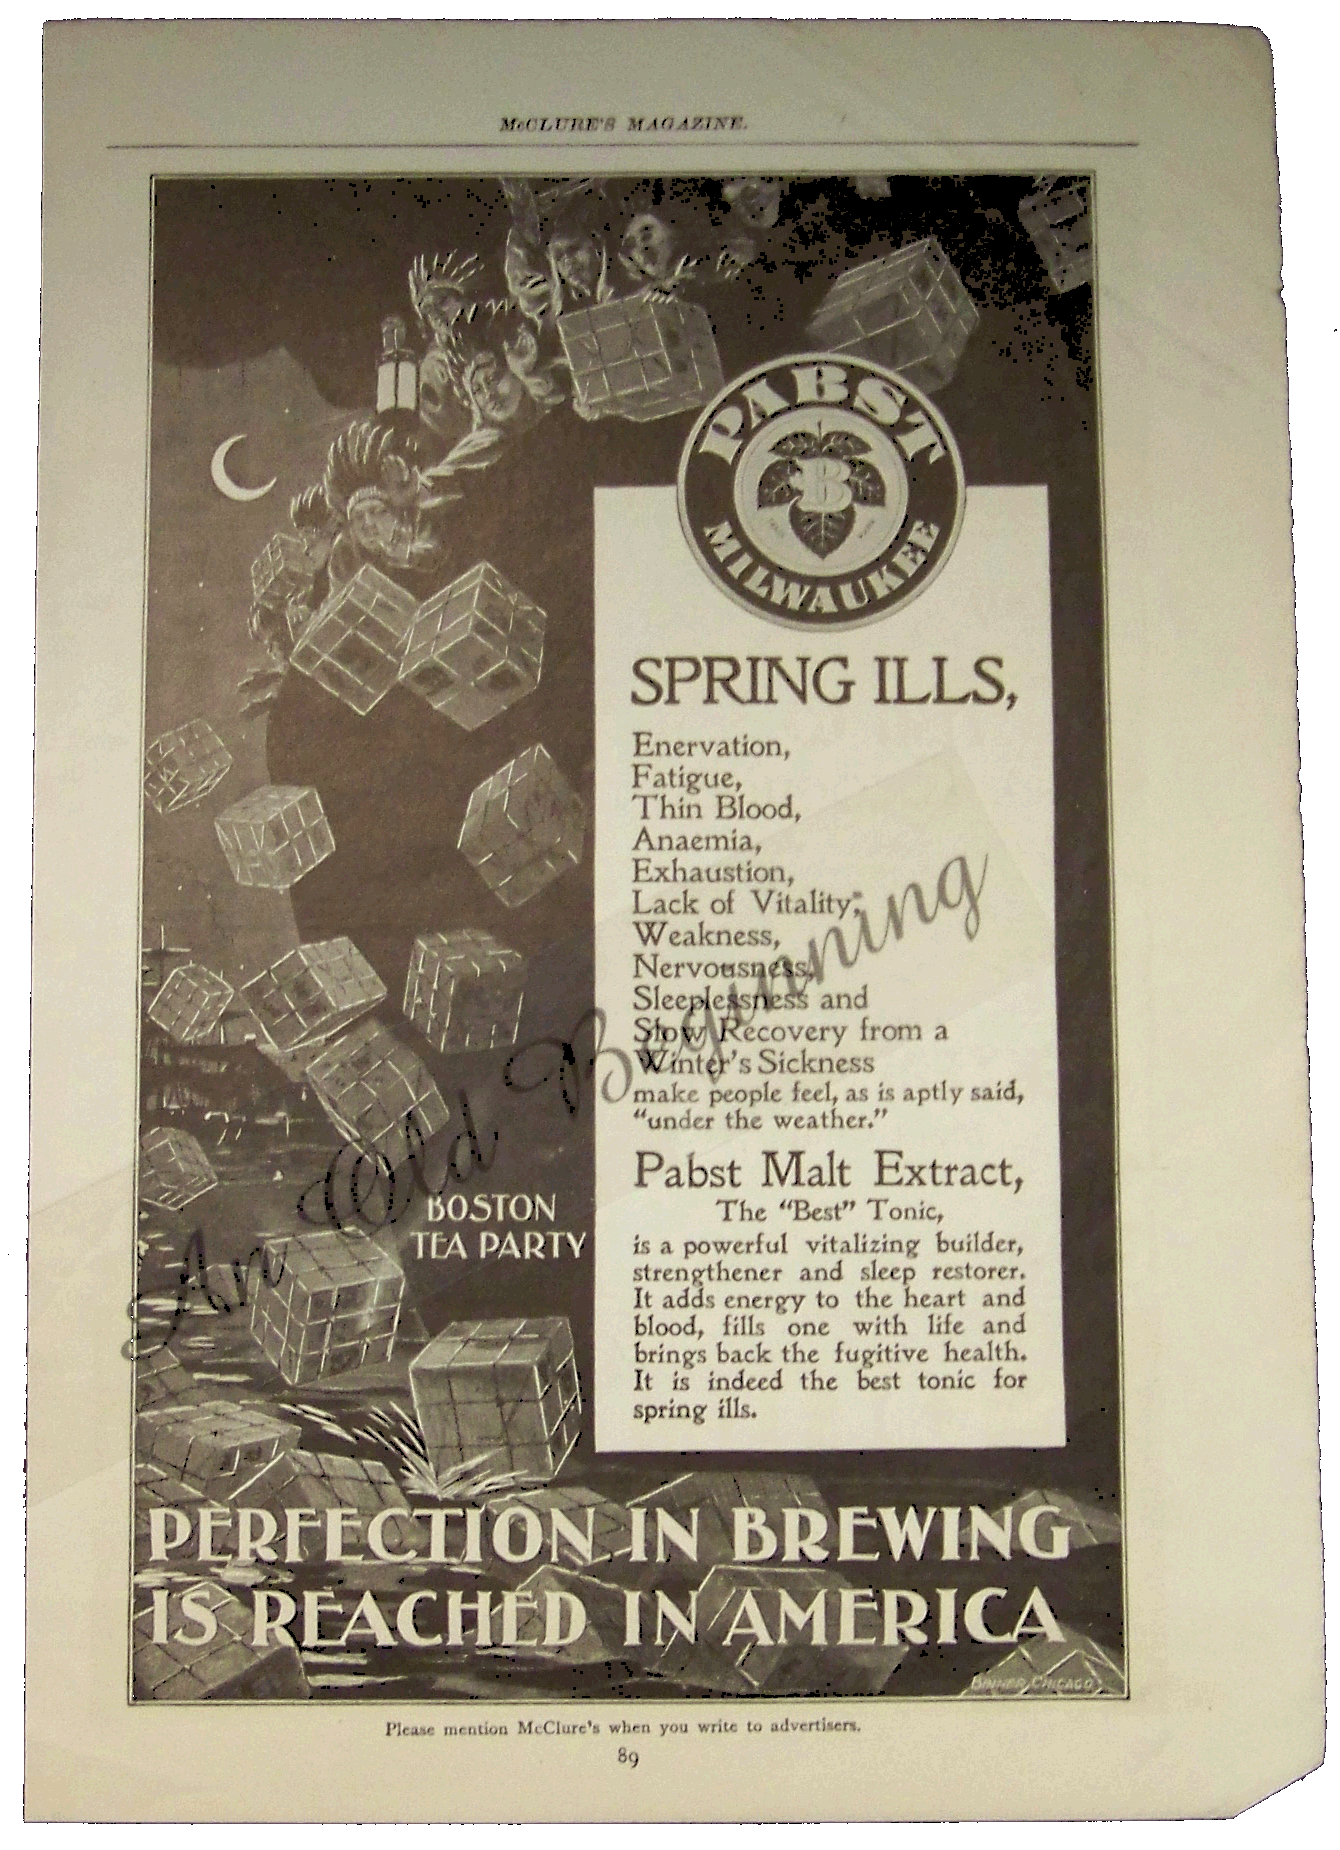 McCLURE'S MAGAZINE.
PABST
B
MILWAUKEE
SPRING ILLS,
Enervation,
Fatigue,
Thin Blood,
Anaemia,
Exhaustion,
Lack of Vitality,
Weakness,
Nervousness,
Sleeplessness and
Slow Recovery from a
Winter's Sickness
make people feel, as is aptly said,
“under the weather.”
Pabst Malt Extract,
The “Best” Tonic,
is a powerful vitalizing builder,
strengthener and sleep restorer.
It adds energy to the heart and
blood, fills one with life and
brings back the fugitive health.
It is indeed the best tonic for
spring ills.
BOSTON
TEA PARTY
An Old Beginning
PERFECTION IN BREWING
IS REACHED IN AMERICA
BINNER CHICAGO
Please mention McClure's when you write to advertisers.
89